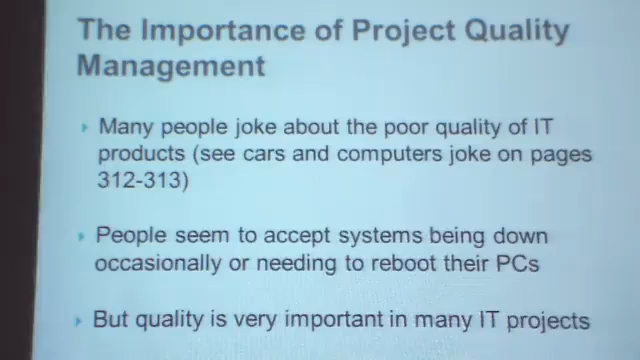 The Importance of Project Quality
Management
Many people joke about the poor quality of IT
products (see cars and computers joke on pages
312-313)
People seem to accept systems being down
occasionally or needing to reboot their PCs
But quality is very important in many IT projects